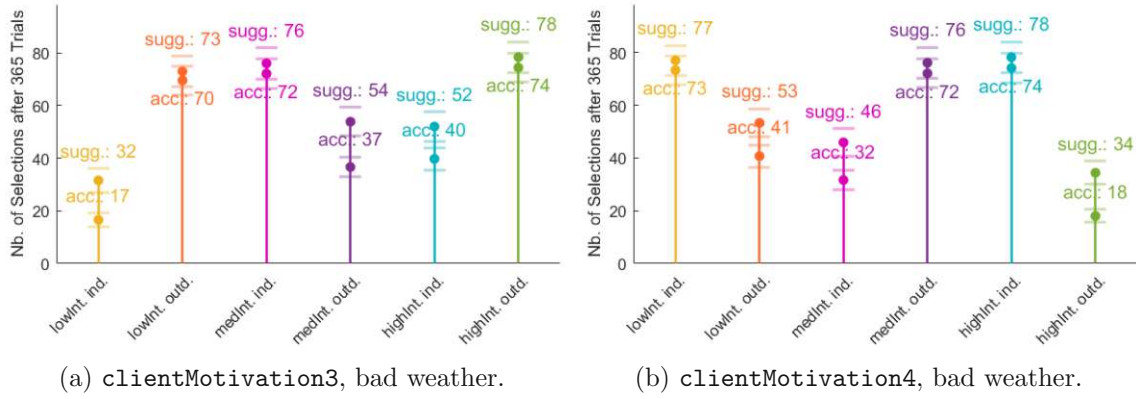 Nb. of Selections after 365 Trials
80
60
40
20
0
sugg.: 32
acc.: 17
sugg.: 73
acc.: 70
sugg.: 76
acc.: 72
sugg.: 54
acc.: 37
sugg.: 52
acc.: 40
sugg.: 78
acc.: 74
lowInt. ind.
lowInt. outd.
medInt. ind.
medInt. outd.
highInt. ind.
highInt. outd.
(a) clientMotivation3, bad weather.
Nb. of Selections after 365 Trials
80
60
40
20
0
sugg.: 77
acc.: 73
sugg.: 53
acc.: 41
sugg.: 46
acc.: 32
sugg.: 76
acc.: 72
sugg.: 78
acc.: 74
sugg.: 34
acc.: 18
lowInt. ind.
lowInt. outd.
medInt. ind.
medInt. outd.
highInt. ind.
highInt. outd.
(b) clientMotivation4, bad weather.